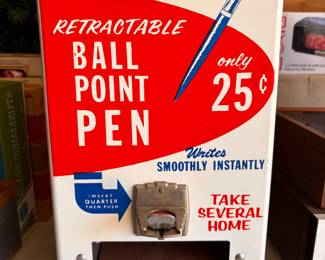 RETRACTABLE
BALL
POINT
PEN
only
25¢
Writes
SMOOTHLY INSTANTLY
INSERT
QUARTER
THEN PUSH
TAKE
SEVERAL
HOME